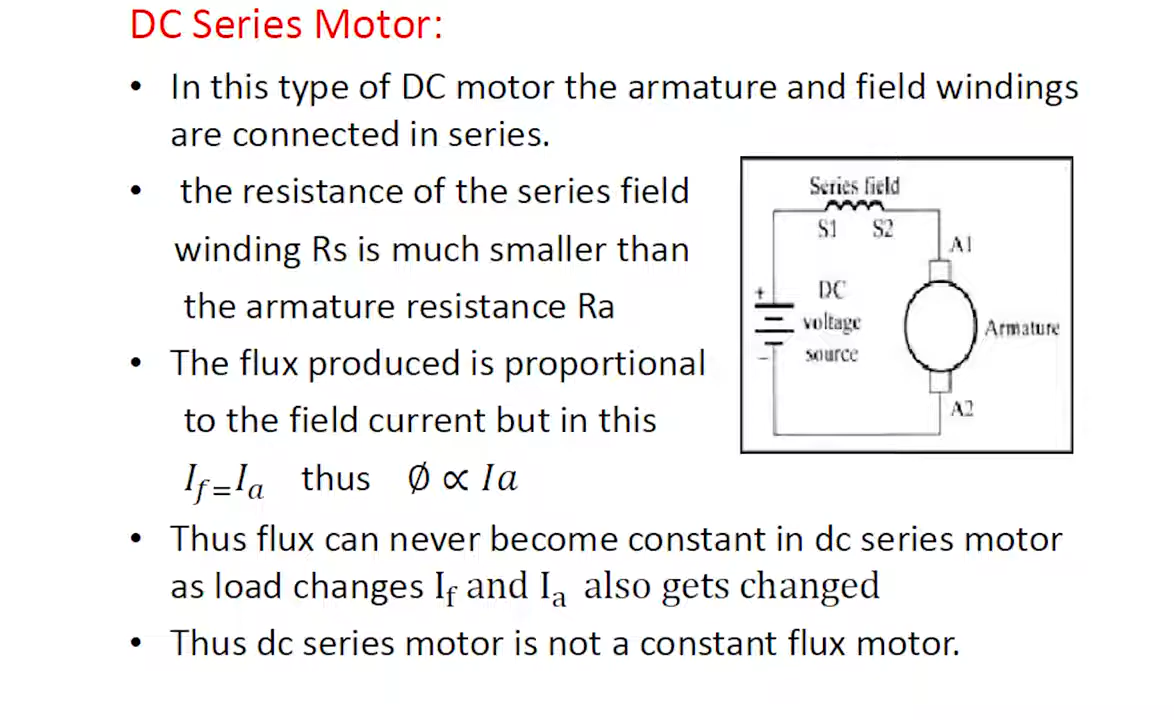 DC Series Motor:
• In this type of DC motor the armature and field windings
are connected in series.
• the resistance of the series field
winding Rs is much smaller than
the armature resistance Ra
• The flux produced is proportional
to the field current but in this
I_f=I_a thus ∅ ∝ Ia
• Thus flux can never become constant in dc series motor
as load changes I_f and I_a also gets changed
• Thus dc series motor is not a constant flux motor.
Series field
S1 S2
A1
+
DC
voltage
source
−
Armature
A2